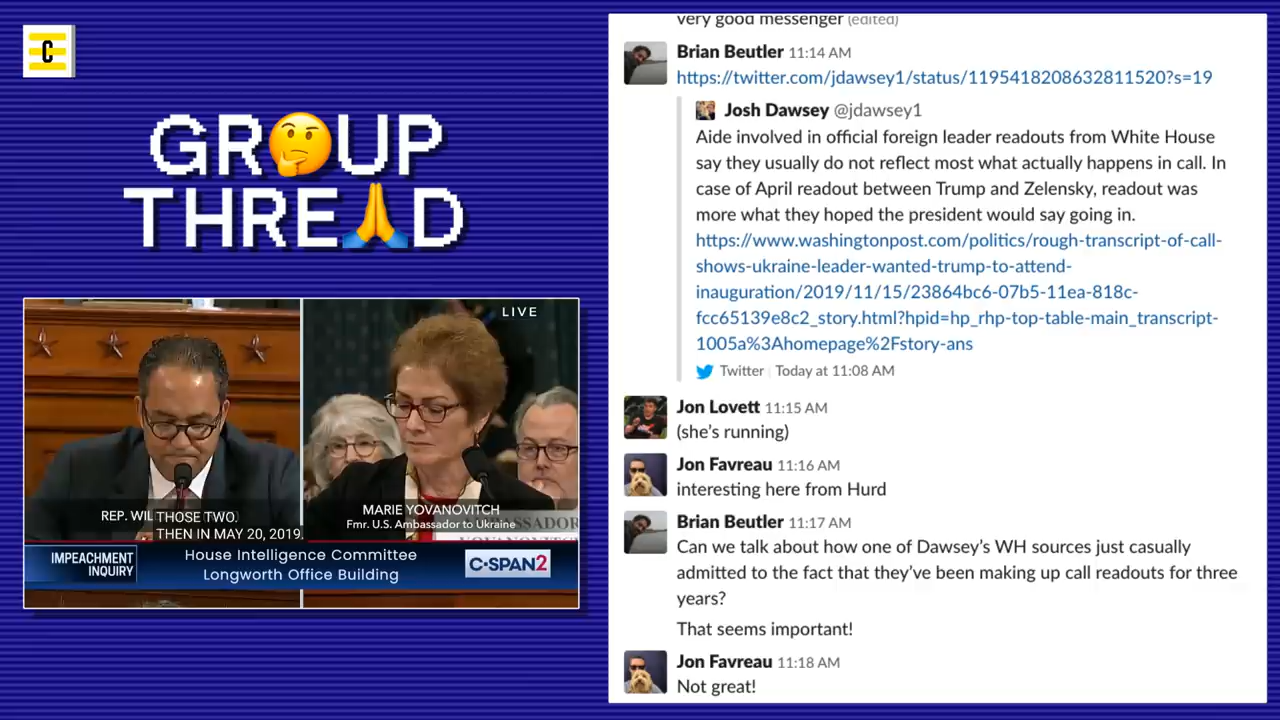 C
GR🤔UP
THRE🙏D
LIVE
REP. WIL
THOSE TWO.
THEN IN MAY 20, 2019.
MARIE YOVANOVITCH
Fmr. U.S. Ambassador to Ukraine
IMPEACHMENT
INQUIRY
House Intelligence Committee
Longworth Office Building
C-SPAN2
very good messenger (edited)
Brian Beutler 11:14 AM
https://twitter.com/jdawsey1/status/1195418208632811520?s=19
Josh Dawsey @jdawsey1
Aide involved in official foreign leader readouts from White House
say they usually do not reflect most what actually happens in call. In
case of April readout between Trump and Zelensky, readout was
more what they hoped the president would say going in.
https://www.washingtonpost.com/politics/rough-transcript-of-call-
shows-ukraine-leader-wanted-trump-to-attend-
inauguration/2019/11/15/23864bc6-07b5-11ea-818c-
fcc65139e8c2_story.html?hpid=hp_rhp-top-table-main_transcript-
1005a%3Ahomepage%2Fstory-ans
Twitter | Today at 11:08 AM
Jon Lovett 11:15 AM
(she's running)
Jon Favreau 11:16 AM
interesting here from Hurd
Brian Beutler 11:17 AM
Can we talk about how one of Dawsey's WH sources just casually
admitted to the fact that they've been making up call readouts for three
years?
That seems important!
Jon Favreau 11:18 AM
Not great!